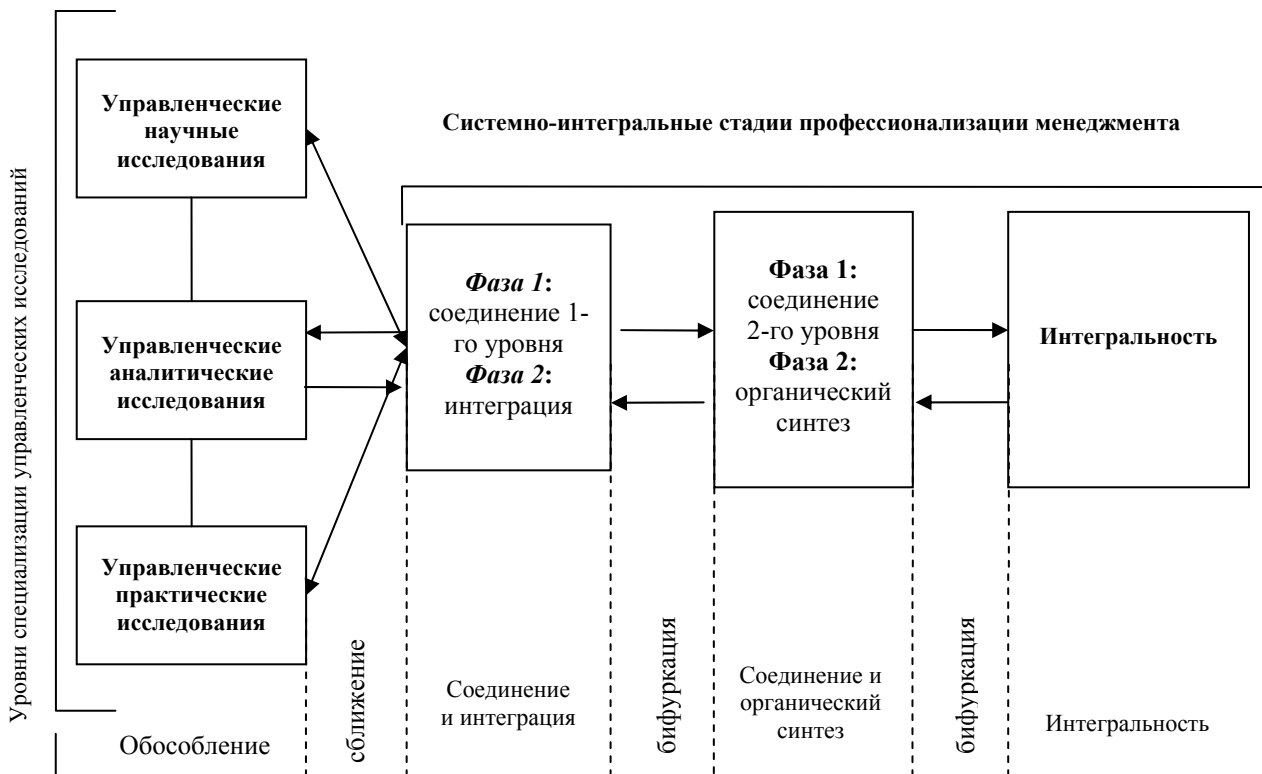 Уровни специализации управленческих исследований
Управленческие
научные
исследования
Системно-интегральные стадии профессионализации менеджмента
Управленческие
аналитические
исследования
Управленческие
практические
исследования
Фаза 1:
соединение 1-
го уровня
Фаза 2:
интеграция
Фаза 1:
соединение
2-го уровня
Фаза 2:
органический
синтез
Интегральность
Обособление
сближение
Соединение
и интеграция
бифуркация
Соединение и
органический
синтез
бифуркация
Интегральность